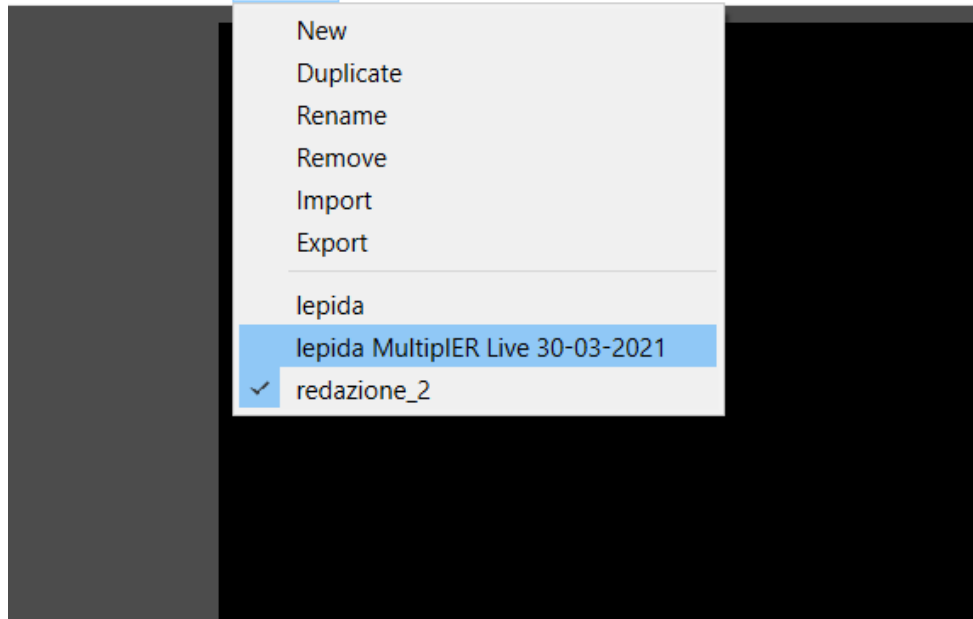 New
Duplicate
Rename
Remove
Import
Export
lepida
lepida MultiplER Live 30-03-2021
redazione_2